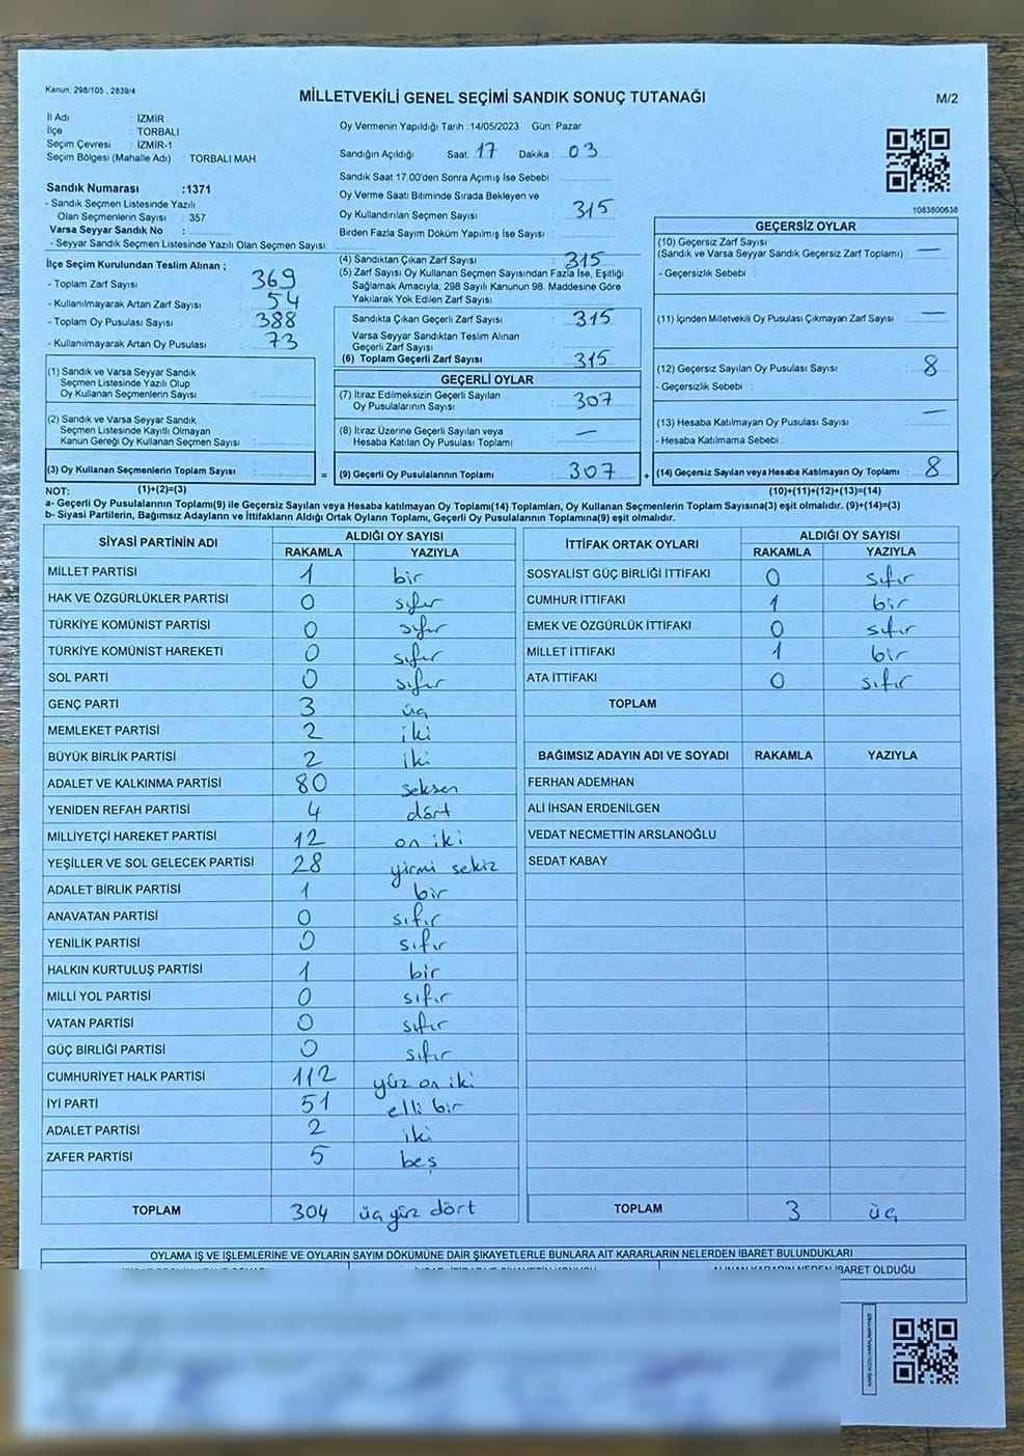 Kanun: 298/105 , 2839/4
MİLLETVEKİLİ GENEL SEÇİMİ SANDIK SONUÇ TUTANAĞI
M/2
İl Adı : İZMİR
İlçe : TORBALI
Seçim Çevresi : İZMİR-1
Seçim Bölgesi (Mahalle Adı) : TORBALI MAH
Oy Vermenin Yapıldığı Tarih :14/05/2023 Gün: Pazar
Sandığın Açıldığı Saat: 17 Dakika : 03
Sandık Saat 17.00'den Sonra Açımış İse Sebebi :
Sandık Numarası :1371
- Sandık Seçmen Listesinde Yazılı
Olan Seçmenlerin Sayısı : 357
Varsa Seyyar Sandık No :
- Seyyar Sandık Seçmen Listesinde Yazılı Olan Seçmen Sayısı:
Oy Verme Saati Bitiminde Sırada Bekleyen ve
Oy Kullandırılan Seçmen Sayısı : 315
Birden Fazla Sayım Döküm Yapılmış İse Sayısı :
1083800638
İlçe Seçim Kurulundan Teslim Alınan ;
- Toplam Zarf Sayısı : 369
- Kullanılmayarak Artan Zarf Sayısı : 54
- Toplam Oy Pusulası Sayısı : 388
- Kullanılmayarak Artan Oy Pusulası : 73
(4) Sandıktan Çıkan Zarf Sayısı : 315
(5) Zarf Sayısı Oy Kullanan Seçmen Sayısından Fazla İse, Eşitliği
Sağlamak Amacıyla, 298 Sayılı Kanunun 98. Maddesine Göre
Yakılarak Yok Edilen Zarf Sayısı :
Sandıkta Çıkan Geçerli Zarf Sayısı : 315
Varsa Seyyar Sandıktan Teslim Alınan
Geçerli Zarf Sayısı :
(6) Toplam Geçerli Zarf Sayısı : 315
GEÇERSİZ OYLAR
(10) Geçersiz Zarf Sayısı
(Sandık ve Varsa Seyyar Sandık Geçersiz Zarf Toplamı) : —
- Geçersizlik Sebebi :
(11) İçinden Milletvekili Oy Pusulası Çıkmayan Zarf Sayısı : —
(12) Geçersiz Sayılan Oy Pusulası Sayısı : 8
- Geçersizlik Sebebi :
(13) Hesaba Katılmayan Oy Pusulası Sayısı : —
- Hesaba Katılmama Sebebi :
(14) Geçersiz Sayılan veya Hesaba Katılmayan Oy Toplamı : 8
(10)+(11)+(12)+(13)=(14)
(1) Sandık ve Varsa Seyyar Sandık
Seçmen Listesinde Yazılı Olup
Oy Kullanan Seçmenlerin Sayısı :
(2) Sandık ve Varsa Seyyar Sandık
Seçmen Listesinde Kayıtlı Olmayan
Kanun Gereği Oy Kullanan Seçmen Sayısı :
(3) Oy Kullanan Seçmenlerin Toplam Sayısı :
=
GEÇERLİ OYLAR
(7) İtiraz Edilmeksizin Geçerli Sayılan
Oy Pusulalarının Sayısı : 307
(8) İtiraz Üzerine Geçerli Sayılan veya
Hesaba Katılan Oy Pusulası Toplamı : —
(9) Geçerli Oy Pusulalarının Toplamı : 307
+
NOT: (1)+(2)=(3)
a- Geçerli Oy Pusulalarının Toplamı(9) ile Geçersiz Sayılan veya Hesaba katılmayan Oy Toplamı(14) Toplamları, Oy Kullanan Seçmenlerin Toplam Sayısına(3) eşit olmalıdır. (9)+(14)=(3)
b- Siyasi Partilerin, Bağımsız Adayların ve İttifakların Aldığı Ortak Oyların Toplamı, Geçerli Oy Pusulalarının Toplamına(9) eşit olmalıdır.
SİYASİ PARTİNİN ADI ALDIĞI OY SAYISI
RAKAMLA YAZIYLA
MİLLET PARTİSİ 1 bir
HAK VE ÖZGÜRLÜKLER PARTİSİ 0 sıfır
TÜRKİYE KOMÜNİST PARTİSİ 0 sıfır
TÜRKİYE KOMÜNİST HAREKETİ 0 sıfır
SOL PARTİ 0 sıfır
GENÇ PARTİ 3 üç
MEMLEKET PARTİSİ 2 iki
BÜYÜK BİRLİK PARTİSİ 2 iki
ADALET VE KALKINMA PARTİSİ 80 seksen
YENİDEN REFAH PARTİSİ 4 dört
MİLLİYETÇİ HAREKET PARTİSİ 12 on iki
YEŞİLLER VE SOL GELECEK PARTİSİ 28 yirmi sekiz
ADALET BİRLİK PARTİSİ 1 bir
ANAVATAN PARTİSİ 0 sıfır
YENİLİK PARTİSİ 0 sıfır
HALKIN KURTULUŞ PARTİSİ 1 bir
MİLLİ YOL PARTİSİ 0 sıfır
VATAN PARTİSİ 0 sıfır
GÜÇ BİRLİĞİ PARTİSİ 0 sıfır
CUMHURİYET HALK PARTİSİ 112 yüz on iki
İYİ PARTİ 51 elli bir
ADALET PARTİSİ 2 iki
ZAFER PARTİSİ 5 beş
TOPLAM 304 üç yüz dört
İTTİFAK ORTAK OYLARI ALDIĞI OY SAYISI
RAKAMLA YAZIYLA
SOSYALİST GÜÇ BİRLİĞİ İTTİFAKI 0 sıfır
CUMHUR İTTİFAKI 1 bir
EMEK VE ÖZGÜRLÜK İTTİFAKI 0 sıfır
MİLLET İTTİFAKI 1 bir
ATA İTTİFAKI 0 sıfır
TOPLAM
BAĞIMSIZ ADAYIN ADI VE SOYADI RAKAMLA YAZIYLA
FERHAN ADEMHAN
ALİ İHSAN ERDENİLGEN
VEDAT NECMETTİN ARSLANOĞLU
SEDAT KABAY
TOPLAM 3 üç
OYLAMA İŞ VE İŞLEMLERİNE VE OYLARIN SAYIM DÖKÜMÜNE DAİR ŞİKAYETLERLE BUNLARA AİT KARARLARIN NELERDEN İBARET BULUNDUKLARI
İBARET OLDUĞU